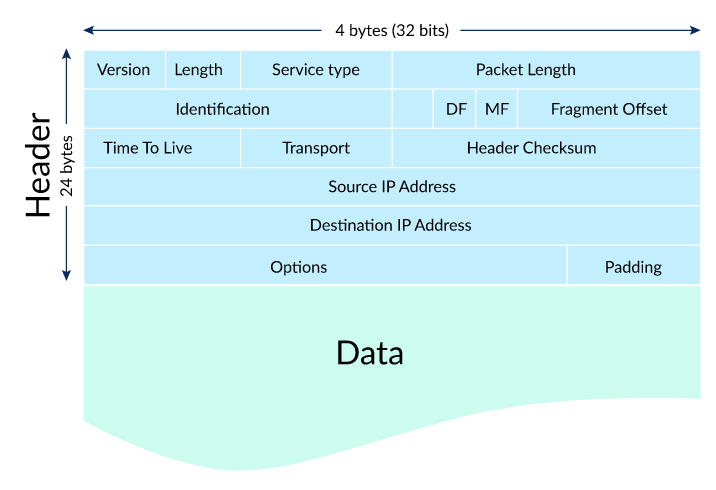 4 bytes (32 bits)
Version Length Service type Packet Length
Identification DF MF Fragment Offset
Time To Live Transport Header Checksum
Source IP Address
Destination IP Address
Options Padding
Header
24 bytes
Data